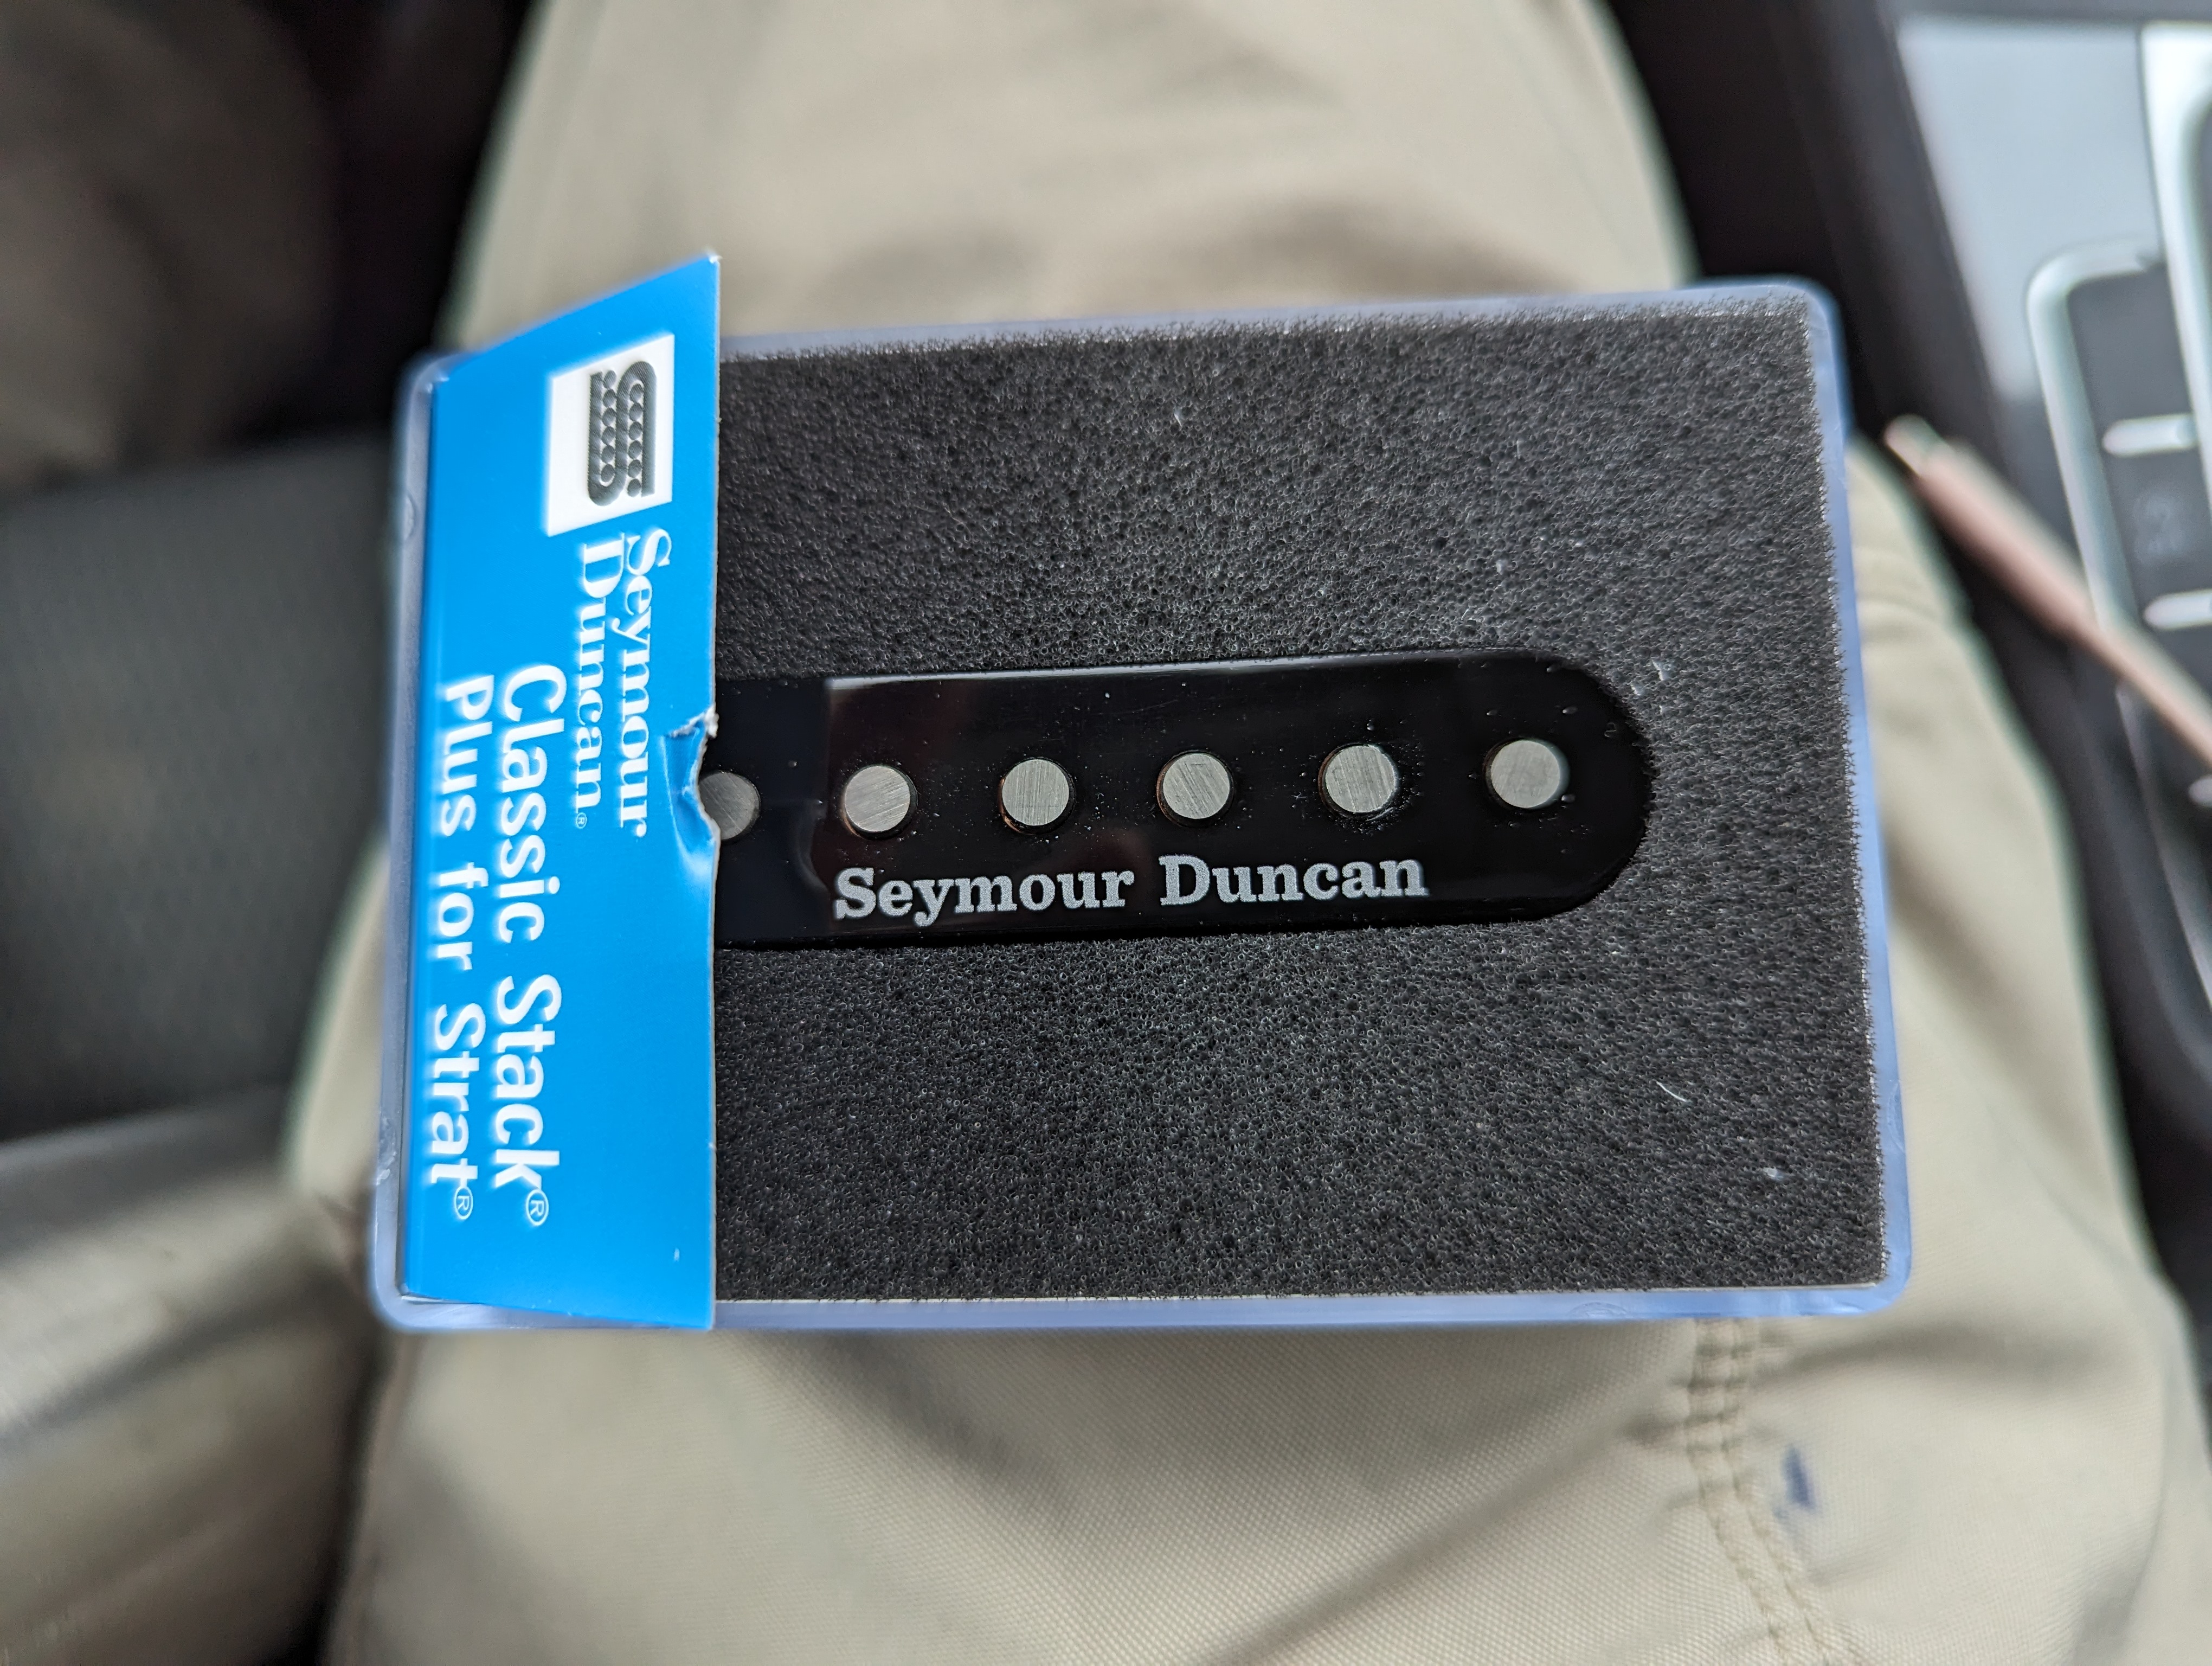 Seymour
Duncan®
Classic Stack®
Plus for Strat®
Seymour Duncan